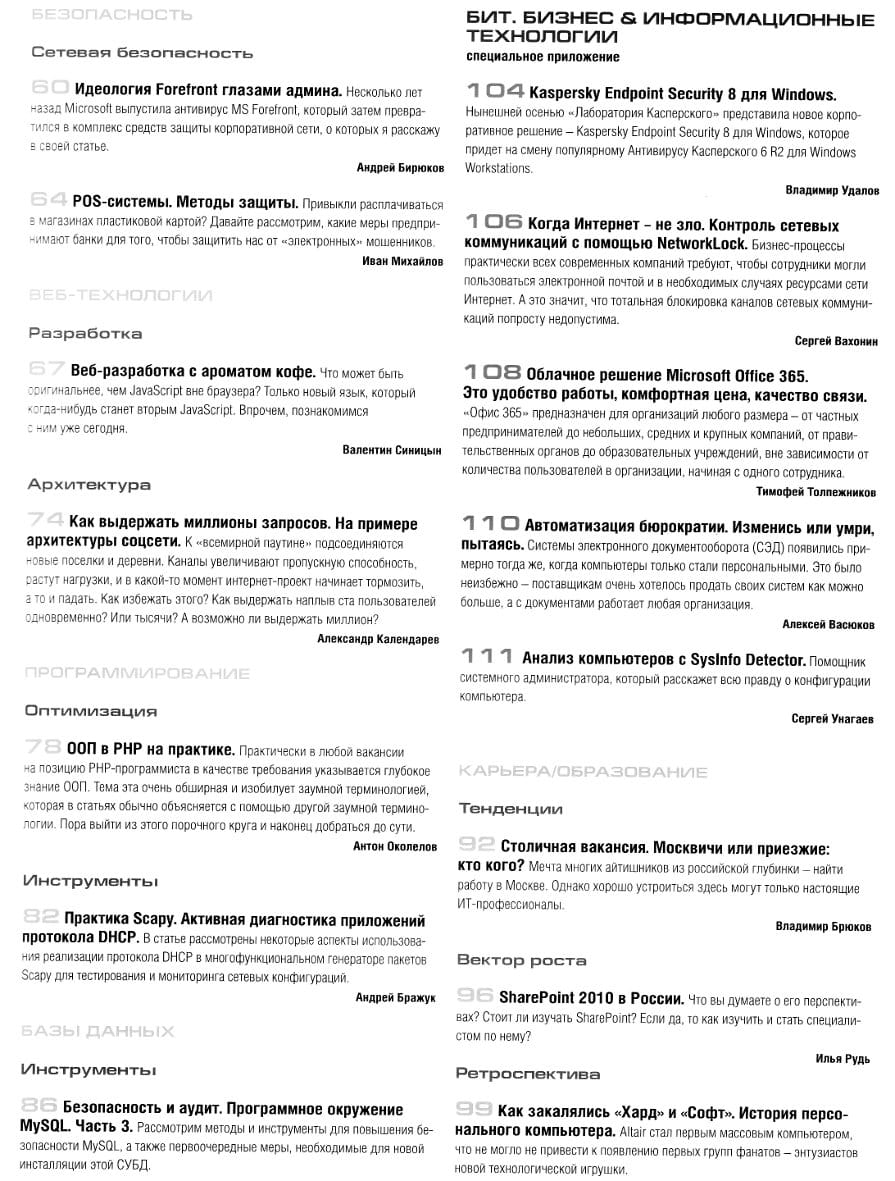 БЕЗОПАСНОСТЬ
Сетевая безопасность
60 Идеология Forefront глазами админа. Несколько лет
назад Microsoft выпустила антивирус MS Forefront, который затем превра-
тился в комплекс средств защиты корпоративной сети, о которых я расскажу
в своей статье.
Андрей Бирюков
64 POS-системы. Методы защиты. Привыкли расплачиваться
в магазинах пластиковой картой? Давайте рассмотрим, какие меры предпри-
нимают банки для того, чтобы защитить нас от «электронных» мошенников.
Иван Михайлов
ВЕБ-ТЕХНОЛОГИИ
Разработка
67 Веб-разработка с ароматом кофе. Что может быть
оригинальнее, чем JavaScript вне браузера? Только новый язык, который
когда-нибудь станет вторым JavaScript. Впрочем, познакомимся
с ним уже сегодня.
Валентин Синицын
Архитектура
74 Как выдержать миллионы запросов. На примере
архитектуры соцсети. К «всемирной паутине» подсоединяются
новые поселки и деревни. Каналы увеличивают пропускную способность,
растут нагрузки, и в какой-то момент интернет-проект начинает тормозить,
а то и падать. Как избежать этого? Как выдержать наплыв ста пользователей
одновременно? Или тысячи? А возможно ли выдержать миллион?
Александр Календарев
ПРОГРАММИРОВАНИЕ
Оптимизация
78 ООП в PHP на практике. Практически в любой вакансии
на позицию PHP-программиста в качестве требования указывается глубокое
знание ООП. Тема эта очень обширная и изобилует заумной терминологией,
которая в статьях обычно объясняется с помощью другой заумной термино-
логии. Пора выйти из этого порочного круга и наконец добраться до сути.
Антон Околелов
Инструменты
82 Практика Scapy. Активная диагностика приложений
протокола DHCP. В статье рассмотрены некоторые аспекты использова-
ния реализации протокола DHCP в многофункциональном генераторе пакетов
Scapy для тестирования и мониторинга сетевых конфигураций.
Андрей Бражук
БАЗЫ ДАННЫХ
Инструменты
86 Безопасность и аудит. Программное окружение
MySQL. Часть 3. Рассмотрим методы и инструменты для повышения бе-
зопасности MySQL, а также первоочередные меры, необходимые для новой
инсталляции этой СУБД.
БИТ. БИЗНЕС & ИНФОРМАЦИОННЫЕ
ТЕХНОЛОГИИ
специальное приложение
104 Kaspersky Endpoint Security 8 для Windows.
Нынешней осенью «Лаборатория Касперского» представила новое корпо-
ративное решение – Kaspersky Endpoint Security 8 для Windows, которое
придет на смену популярному Антивирусу Касперского 6 R2 для Windows
Workstations.
Владимир Удалов
106 Когда Интернет – не зло. Контроль сетевых
коммуникаций с помощью NetworkLock. Бизнес-процессы
практически всех современных компаний требуют, чтобы сотрудники могли
пользоваться электронной почтой и в необходимых случаях ресурсами сети
Интернет. А это значит, что тотальная блокировка каналов сетевых коммуни-
каций попросту недопустима.
Сергей Вахонин
108 Облачное решение Microsoft Office 365.
Это удобство работы, комфортная цена, качество связи.
«Офис 365» предназначен для организаций любого размера – от частных
предпринимателей до небольших, средних и крупных компаний, от прави-
тельственных органов до образовательных учреждений, вне зависимости от
количества пользователей в организации, начиная с одного сотрудника.
Тимофей Толпежников
110 Автоматизация бюрократии. Изменись или умри,
пытаясь. Системы электронного документооборота (СЭД) появились при-
мерно тогда же, когда компьютеры только стали персональными. Это было
неизбежно – поставщикам очень хотелось продать своих систем как можно
больше, а с документами работает любая организация.
Алексей Васюков
111 Анализ компьютеров с SysInfo Detector. Помощник
системного администратора, который расскажет всю правду о конфигурации
компьютера.
Сергей Унагаев
КАРЬЕРА/ОБРАЗОВАНИЕ
Тенденции
92 Столичная вакансия. Москвичи или приезжие:
кто кого? Мечта многих айтишников из российской глубинки – найти
работу в Москве. Однако хорошо устроиться здесь могут только настоящие
ИТ-профессионалы.
Владимир Брюков
Вектор роста
96 SharePoint 2010 в России. Что вы думаете о его перспекти-
вах? Стоит ли изучать SharePoint? Если да, то как изучить и стать специали-
стом по нему?
Илья Рудь
Ретроспектива
99 Как закалялись «Хард» и «Софт». История персо-
нального компьютера. Altair стал первым массовым компьютером,
что не могло не привести к появлению первых групп фанатов – энтузиастов
новой технологической игрушки.